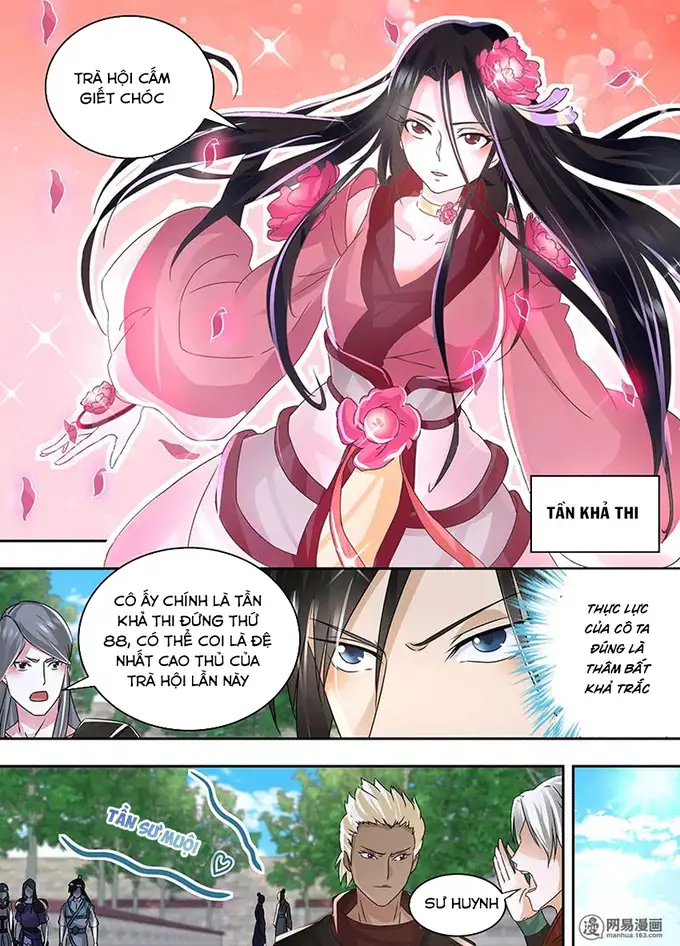 TRÀ HỘI CẤM
GIẾT CHÓC
TẦN KHẢ THI
CÔ ẤY CHÍNH LÀ TẦN
KHẢ THI ĐỨNG THỨ
88, CÓ THỂ COI LÀ ĐỆ
NHẤT CAO THỦ CỦA
TRÀ HỘI LẦN NÀY
THỰC LỰC
CỦA CÔ TA
ĐÚNG LÀ
THÂM BẤT
KHẢ TRẮC
TẦN SƯ MUỘI
SƯ HUYNH
漫 网易漫画
manhua.163.com